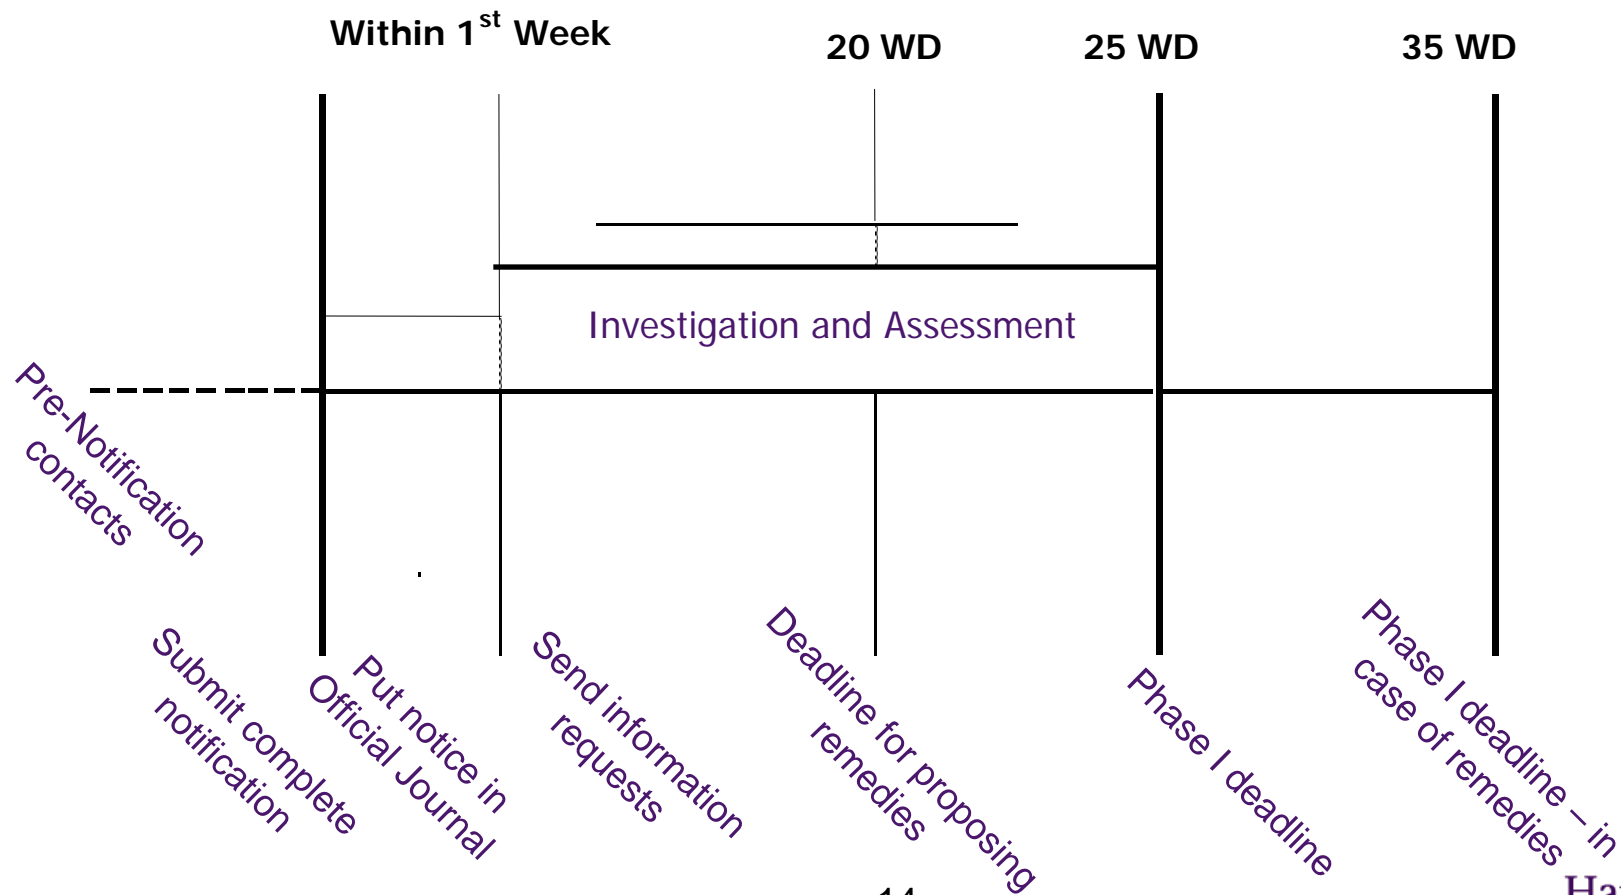 Within 1st Week
20 WD
25 WD
35 WD
Investigation and Assessment
Pre-Notification
contacts
Submit complete
notification
Put notice in
Official Journal
Send information
requests
Deadline for proposing
remedies
Phase I deadline
Phase I deadline – in
case of remedies